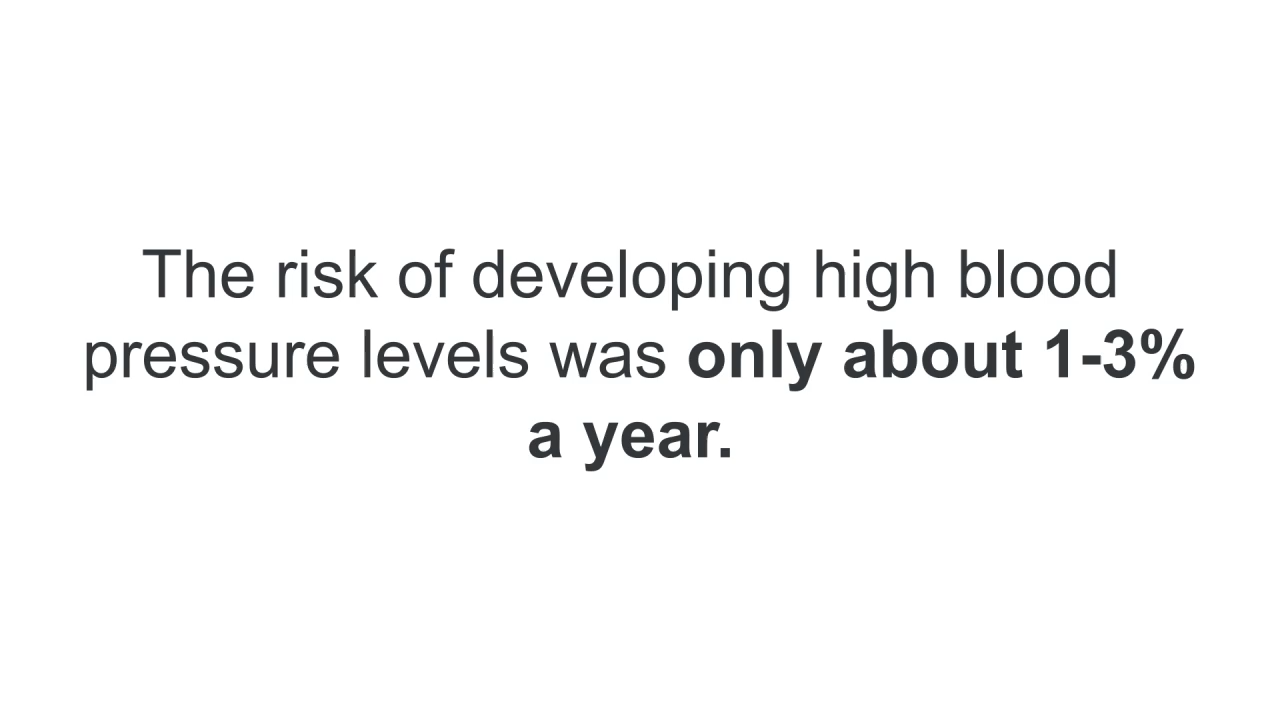 The risk of developing high blood
pressure levels was only about 1-3%
a year.